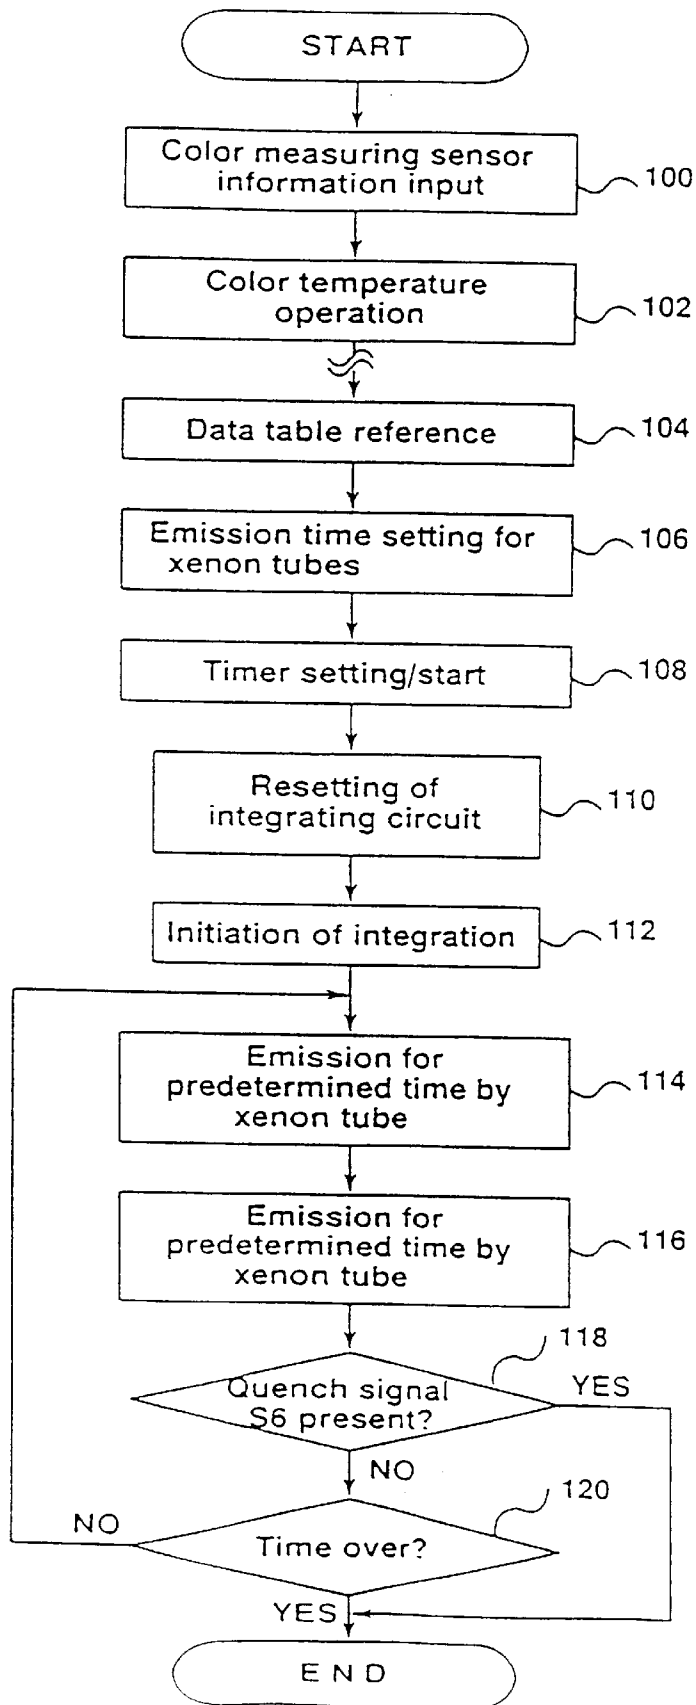 START
Color measuring sensor
information input
100
Color temperature
operation
102
Data table reference
104
Emission time setting for
xenon tubes
106
Timer setting/start
108
Resetting of
integrating circuit
110
Initiation of integration
112
Emission for
predetermined time by
xenon tube
114
Emission for
predetermined time by
xenon tube
116
118
Quench signal
S6 present?
YES
NO
120
NO
Time over?
YES
END